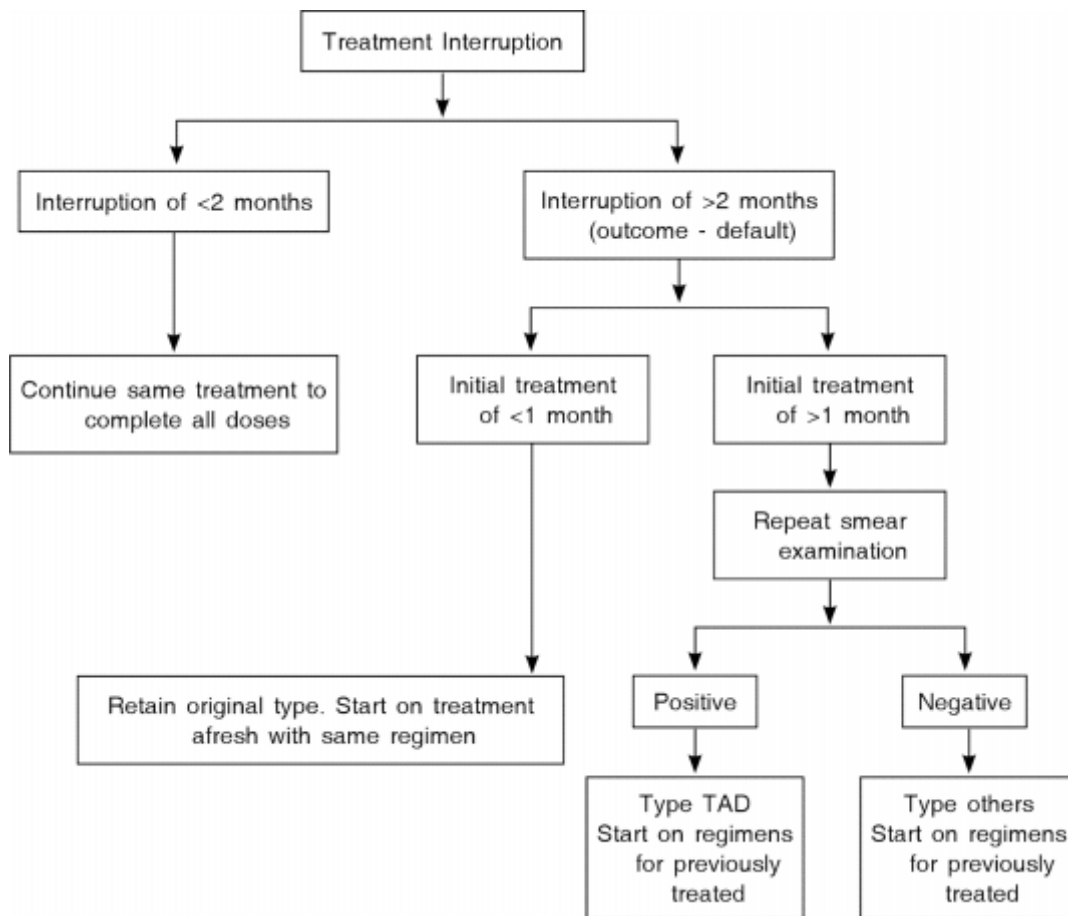 Treatment Interruption
Interruption of <2 months
Interruption of >2 months
(outcome - default)
Continue same treatment to
complete all doses
Initial treatment
of <1 month
Initial treatment
of >1 month
Repeat smear
examination
Retain original type. Start on treatment
afresh with same regimen
Positive
Negative
Type TAD
Start on regimens
for previously
treated
Type others
Start on regimens
for previously
treated